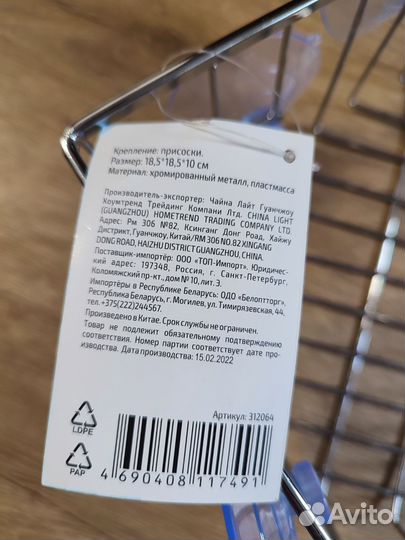 Крепление: присоски.
Размер: 18,5*18,5*10 см
Материал: хромированный металл, пластмасса
Производитель-экспортер: Чайна Лайт Гуанчжоу
Хоумтренд Трейдинг Компани Лтд. CHINA LIGHT
(GUANGZHOU) HOMETREND TRADING COMPANY LTD.
Адрес: Рм 306 №82, Ксинганг Донг Роад, Хайжу
Дистрикт, Гуанчжоу, Китай/RM 306 NO.82 XINGANG
DONG ROAD, HAIZHU DISTRICT GUANGZHOU, CHINA.
Поставщик-импортёр: ООО «ТОП-Импорт». Юридичес-
кий адрес: 197348, Россия, г. Санкт-Петербург,
Коломяжский пр-кт., дом №10, лит. З.
Импортёры в Республике Беларусь: ОДО «Белоптторг»,
Республика Беларусь, г. Могилев, ул. Тимирязевская, 44,
тел. +375(222)244567.
Произведено в Китае. Срок службы не ограничен.
Товар не подлежит обязательному подтверждению
соответствия. Номер партии соответствует дате про-
изводства. Дата производства: 15.02.2022
Артикул: 312064
LDPE
PAP
4 690408 117491
Avito